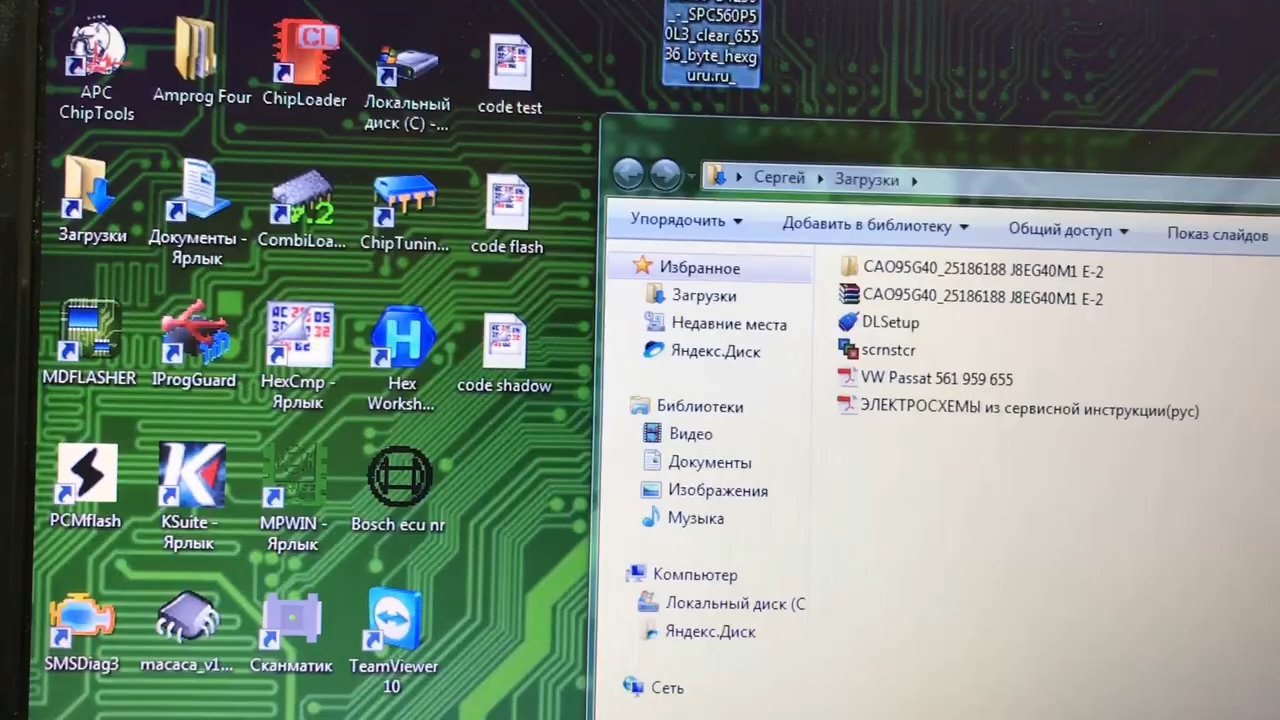 _-_SPC560P5
0L3_clear_655
36_byte_hexg
uru.ru_
APC
ChipTools
Amprog Four
ChipLoader
Локальный
диск (C) -...
code test
Загрузки
Документы -
Ярлык
CombiLoa...
ChipTunin...
code flash
MDFLASHER
IProgGuard
HexCmp -
Ярлык
Hex
Worksh...
code shadow
PCMflash
KSuite -
Ярлык
MPWIN -
Ярлык
Bosch ecu nr
SMSDiag3
macaca_v1...
Сканматик
TeamViewer
10
Сергей
Загрузки
Упорядочить
Добавить в библиотеку
Общий доступ
Показ слайдов
Избранное
Загрузки
Недавние места
Яндекс.Диск
Библиотеки
Видео
Документы
Изображения
Музыка
Компьютер
Локальный диск (C
Яндекс.Диск
Сеть
CAO95G40_25186188 J8EG40M1 E-2
CAO95G40_25186188 J8EG40M1 E-2
DLSetup
scrnstcr
VW Passat 561 959 655
ЭЛЕКТРОСХЕМЫ из сервисной инструкции(рус)